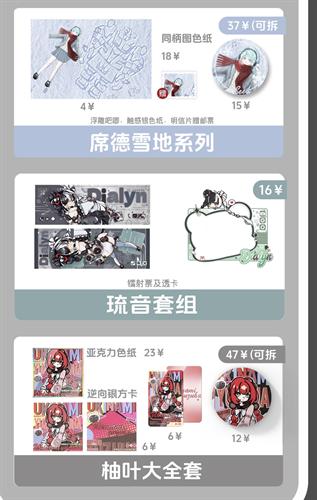 37￥(可拆
同柄图色纸
18￥
赠
4￥
15￥
浮雕吧唧，触感银色纸，明信片赠邮票
席德雪地系列
16￥
Dialyn
Dialyn
镭射票及透卡
琉音套组
47￥(可拆
亚克力色纸 23￥
逆向银方卡
6￥
6￥
12￥
柚叶大全套